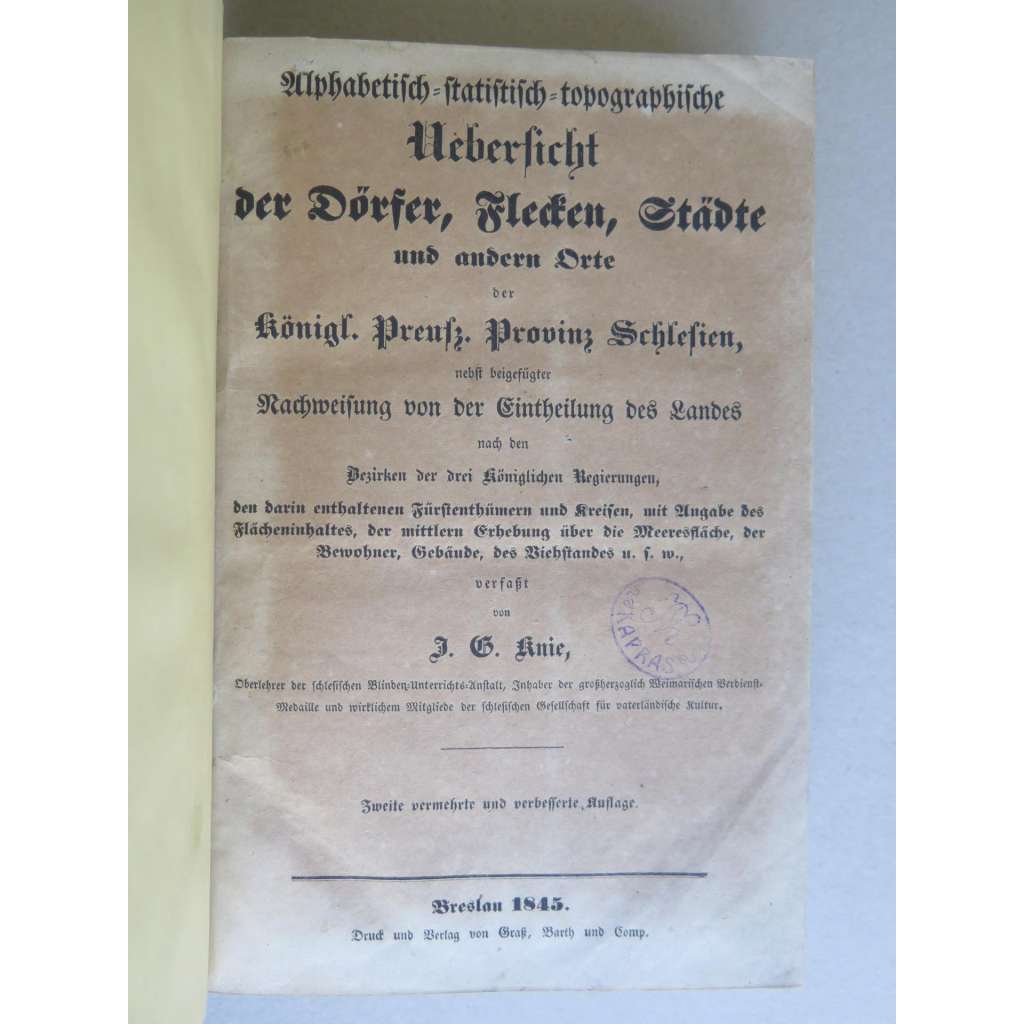 Alphabetisch-statistisch-topographische
Uebersicht
der Dörfer, Flecken, Städte
und andern Orte
der
Königl. Preusz. Provinz Schlesien,
nebst beigefügter
Nachweisung von der Eintheilung des Landes
nach den
Bezirken der drei Königlichen Regierungen,
den darin enthaltenen Fürstenthümern und Kreisen, mit Angabe des
Flächeninhaltes, der mittlern Erhebung über die Meeresfläche, der
Bewohner, Gebäude, des Viehstandes u. s. w.,
verfaßt
von
J. G. Knie,
Oberlehrer der schlesischen Blinden-Unterrichts-Anstalt, Inhaber der großherzoglich Weimarischen Verdienst-
Medaille und wirklichem Mitgliede der schlesischen Gesellschaft für vaterländische Kultur.
Zweite vermehrte und verbesserte Auflage.
Breslau 1845.
Druck und Verlag von Graß, Barth und Comp.